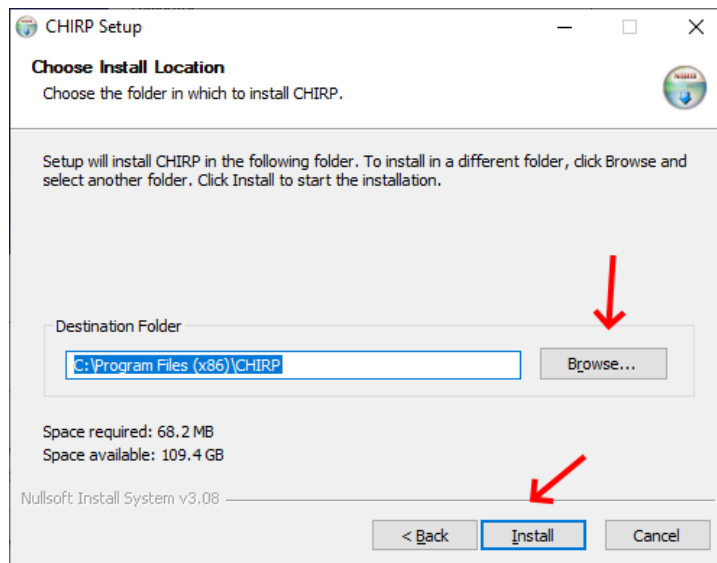 CHIRP Setup
Choose Install Location
Choose the folder in which to install CHIRP.
Setup will install CHIRP in the following folder. To install in a different folder, click Browse and
select another folder. Click Install to start the installation.
Destination Folder
C:\Program Files (x86)\CHIRP
Browse...
Space required: 68.2 MB
Space available: 109.4 GB
Nullsoft Install System v3.08
< Back
Install
Cancel